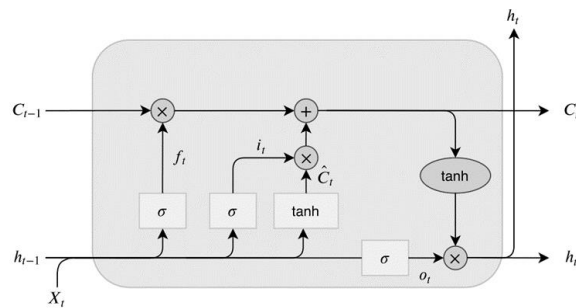 h_t
C_{t-1} × + C_t
f_t i_t × Ĉ_t tanh
σ σ tanh
h_{t-1} σ o_t × h_t
X_t